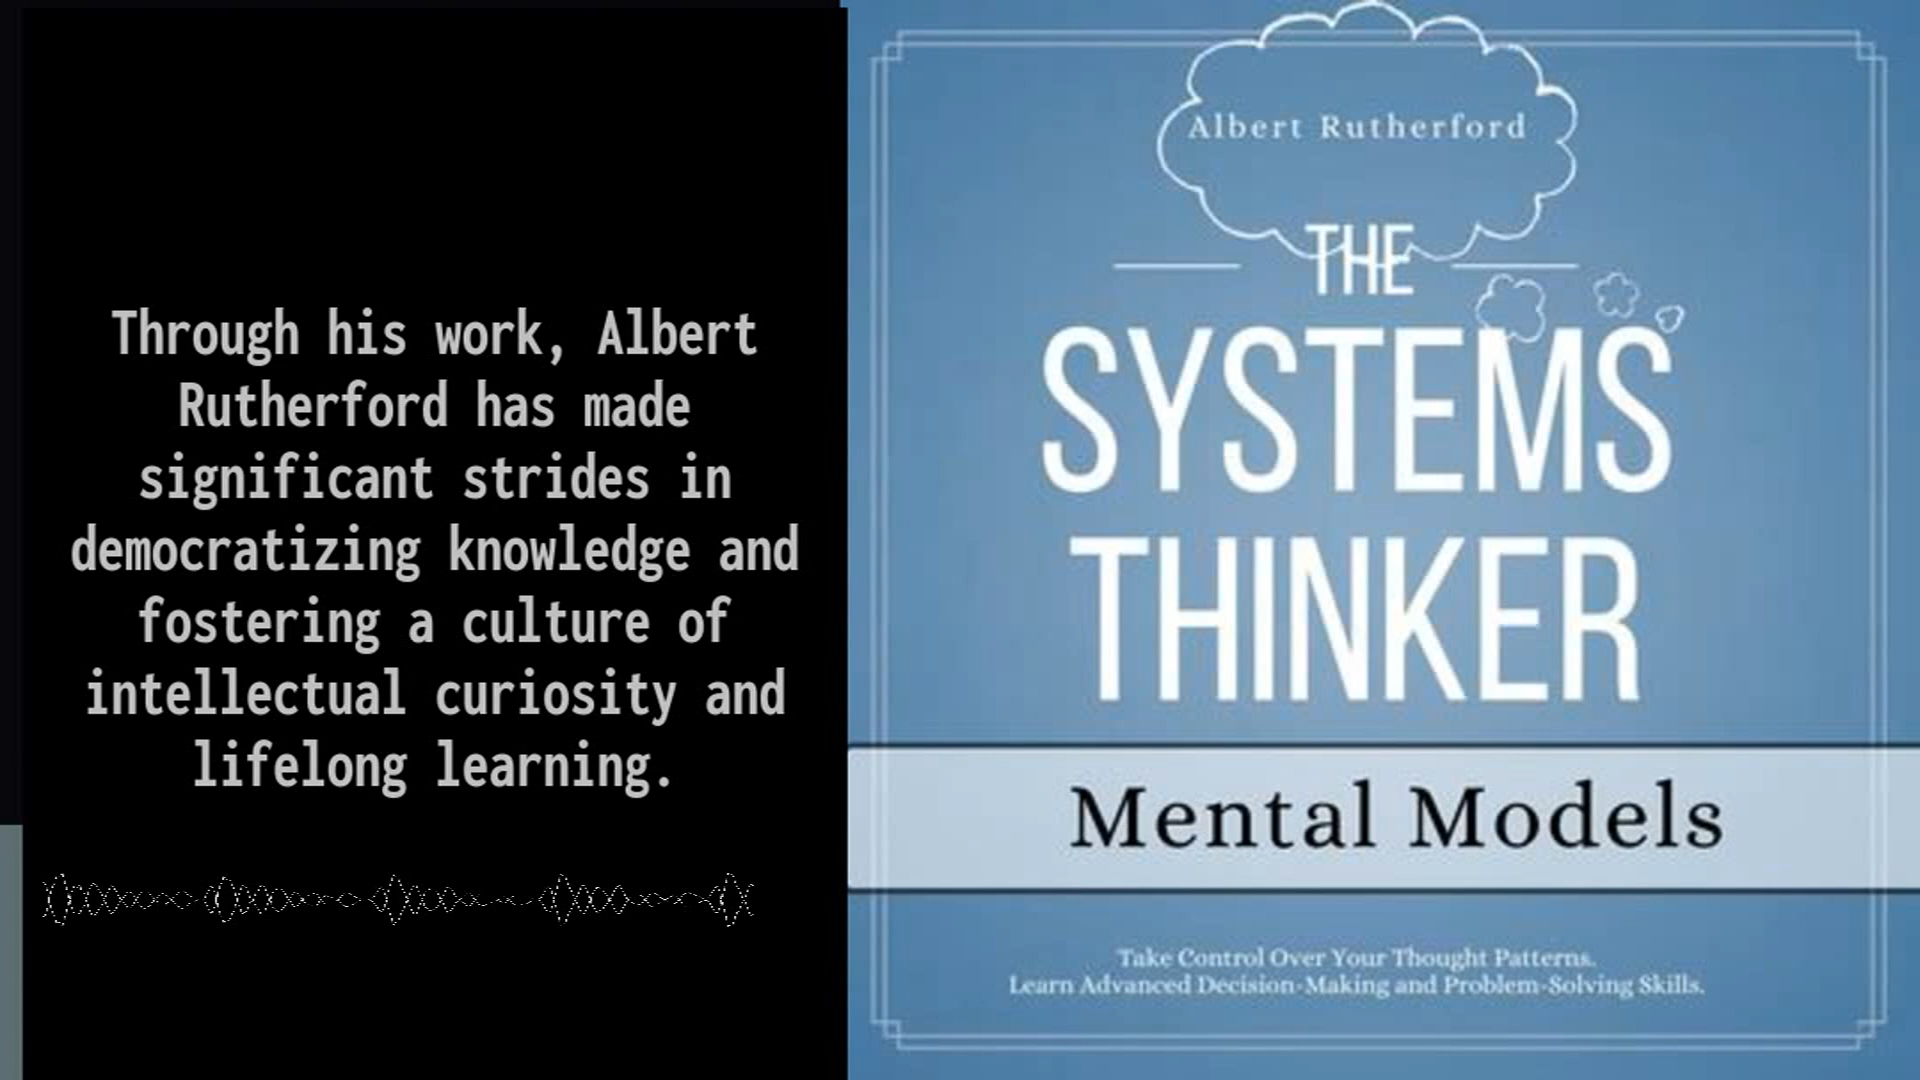 Through his work, Albert
Rutherford has made
significant strides in
democratizing knowledge and
fostering a culture of
intellectual curiosity and
lifelong learning.
Albert Rutherford
THE
SYSTEMS
THINKER
Mental Models
Take Control Over Your Thought Patterns.
Learn Advanced Decision-Making and Problem-Solving Skills.